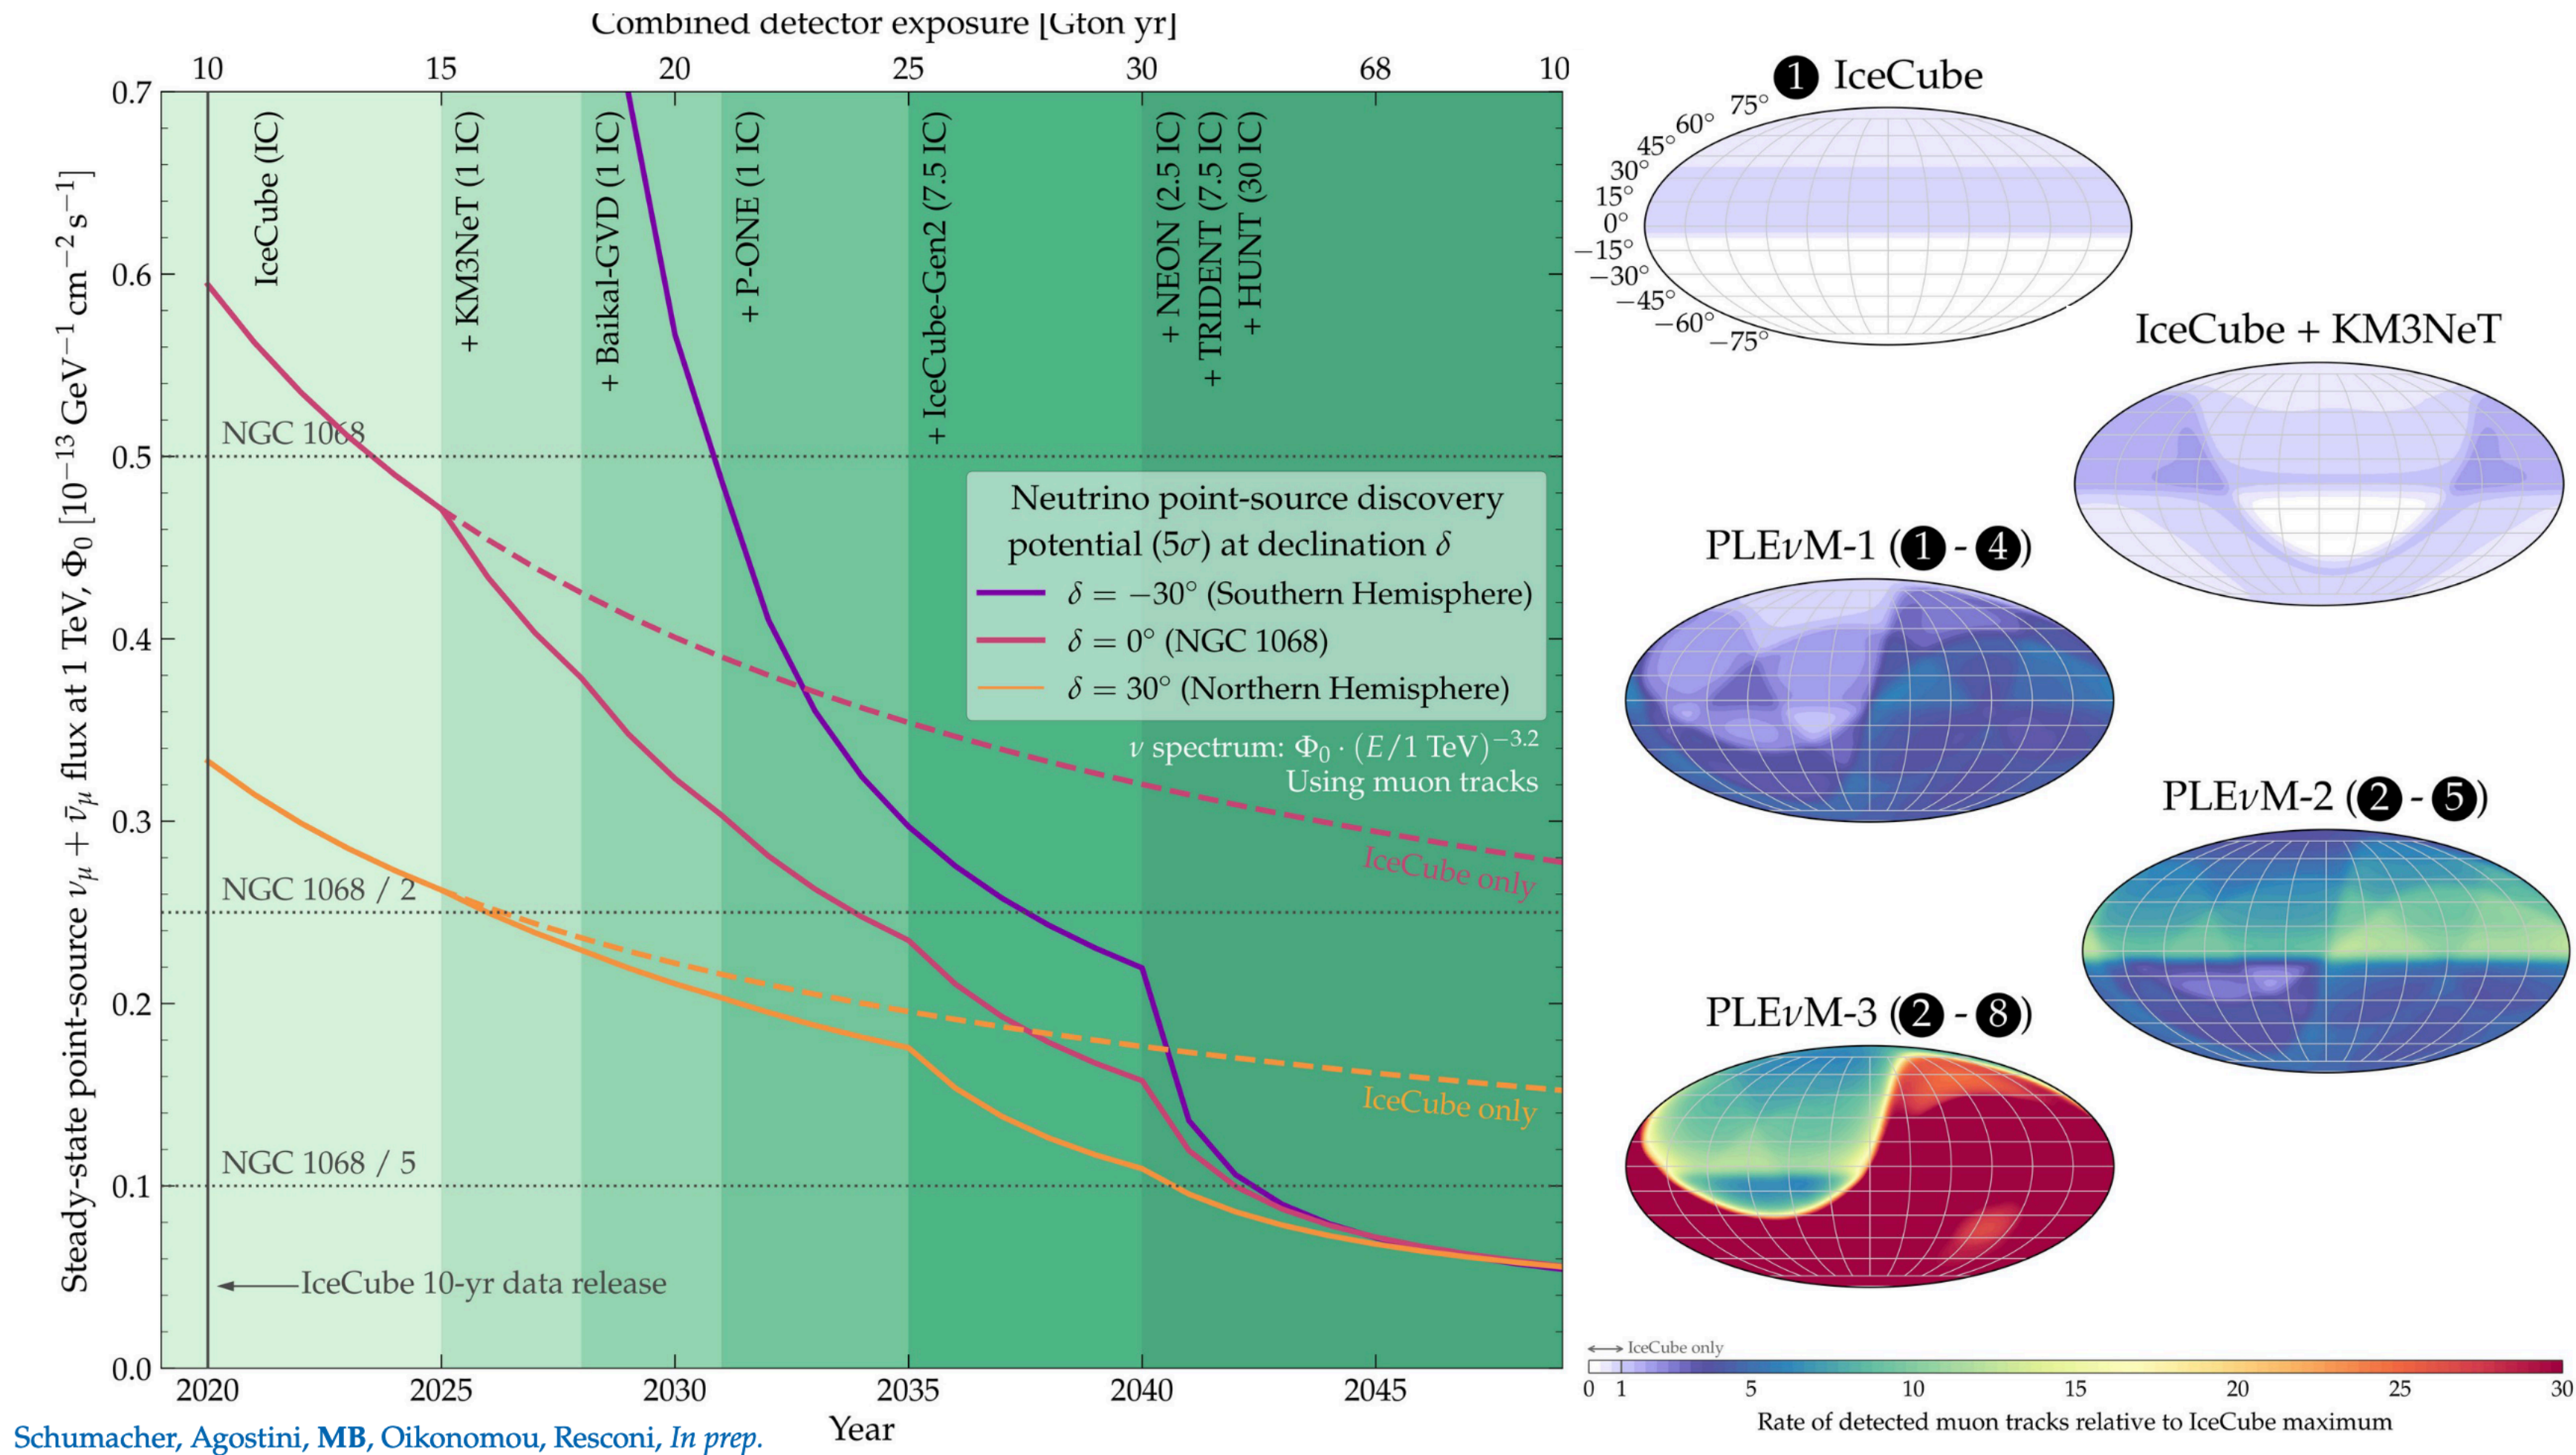 Combined detector exposure [Gton yr]
10 15 20 25 30 68 10
0.7
0.6
0.5
0.4
0.3
0.2
0.1
0.0
Steady-state point-source νμ + ν̄μ flux at 1 TeV, Φ0 [10−13 GeV−1 cm−2 s−1]
IceCube (IC)
+ KM3NeT (1 IC)
+ Baikal-GVD (1 IC)
+ P-ONE (1 IC)
+ IceCube-Gen2 (7.5 IC)
+ NEON (2.5 IC)
+ TRIDENT (7.5 IC)
+ HUNT (30 IC)
NGC 1068
NGC 1068 / 2
NGC 1068 / 5
IceCube 10-yr data release
Neutrino point-source discovery
potential (5σ) at declination δ
δ = −30° (Southern Hemisphere)
δ = 0° (NGC 1068)
δ = 30° (Northern Hemisphere)
ν spectrum: Φ0 · (E/1 TeV)−3.2
Using muon tracks
IceCube only
IceCube only
2020 2025 2030 2035 2040 2045
Year
Schumacher, Agostini, MB, Oikonomou, Resconi, In prep.
1 IceCube
75°
60°
45°
30°
15°
0°
−15°
−30°
−45°
−60°
−75°
IceCube + KM3NeT
PLEνM-1 (1 - 4)
PLEνM-2 (2 - 5)
PLEνM-3 (2 - 8)
IceCube only
0 1 5 10 15 20 25 30
Rate of detected muon tracks relative to IceCube maximum